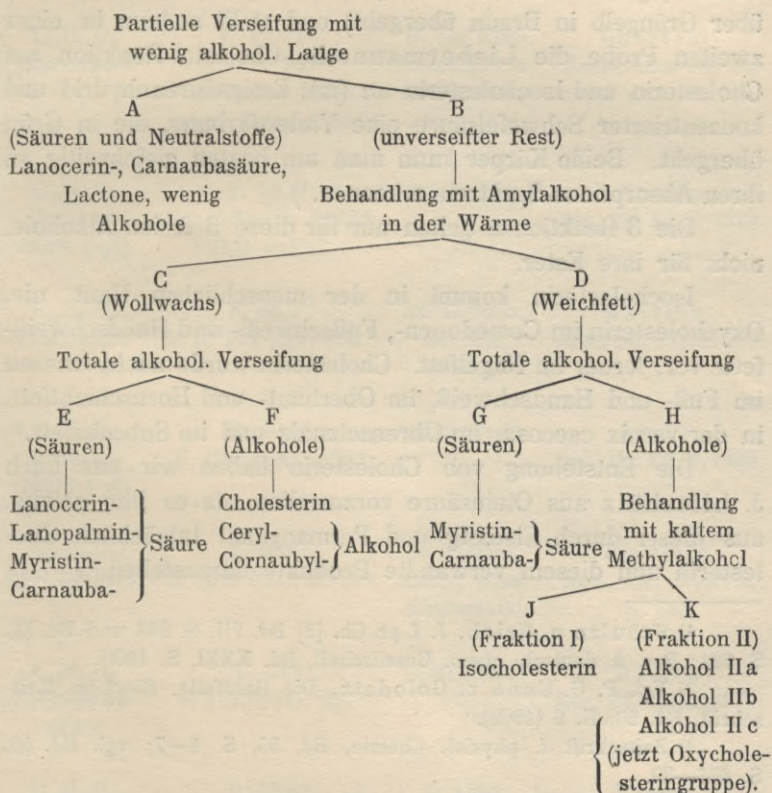 Partielle Verseifung mit
wenig alkohol. Lauge
A B
(Säuren und Neutralstoffe) (unverseifter Rest)
Lanocerin-, Carnaubasäure,
Lactone, wenig Behandlung mit Amylalkohol
Alkohole in der Wärme
C D
(Wollwachs) (Weichfett)
Totale alkohol. Verseifung Totale alkohol. Verseifung
E F G H
(Säuren) (Alkohole) (Säuren) (Alkohole)
Lanoccrin- Cholesterin Behandlung
Lanopalmin- Säure Ceryl- Alkohol Myristin- Säure mit kaltem
Myristin- Cornaubyl- Carnauba- Methylalkohcl
Carnauba-
J K
(Fraktion I) (Fraktion II)
Isocholesterin Alkohol IIa
Alkohol IIb
Alkohol II c
(jetzt Oxychole-
steringruppe).